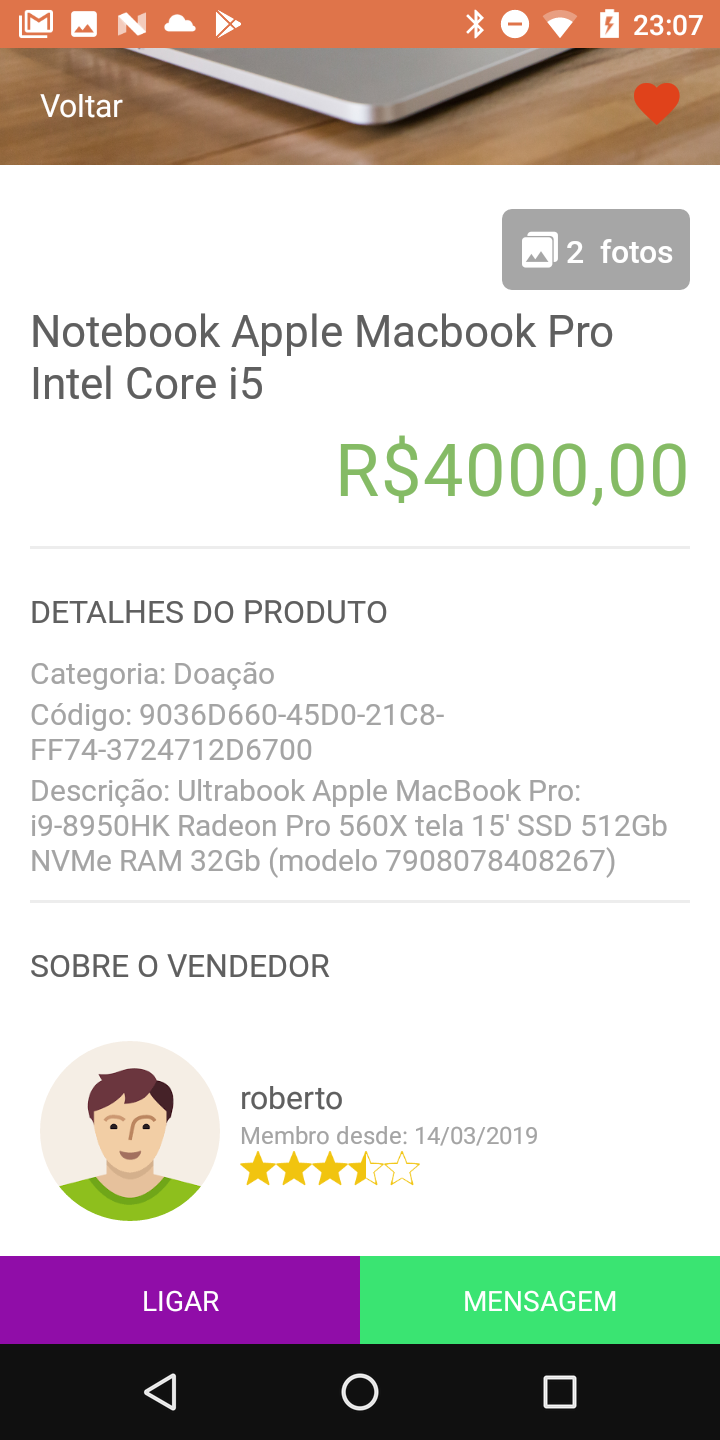 23:07
Voltar
2 fotos
Notebook Apple Macbook Pro
Intel Core i5
R$4000,00
DETALHES DO PRODUTO
Categoria: Doação
Código: 9036D660-45D0-21C8-
FF74-3724712D6700
Descrição: Ultrabook Apple MacBook Pro:
i9-8950HK Radeon Pro 560X tela 15' SSD 512Gb
NVMe RAM 32Gb (modelo 7908078408267)
SOBRE O VENDEDOR
roberto
Membro desde: 14/03/2019
LIGAR
MENSAGEM